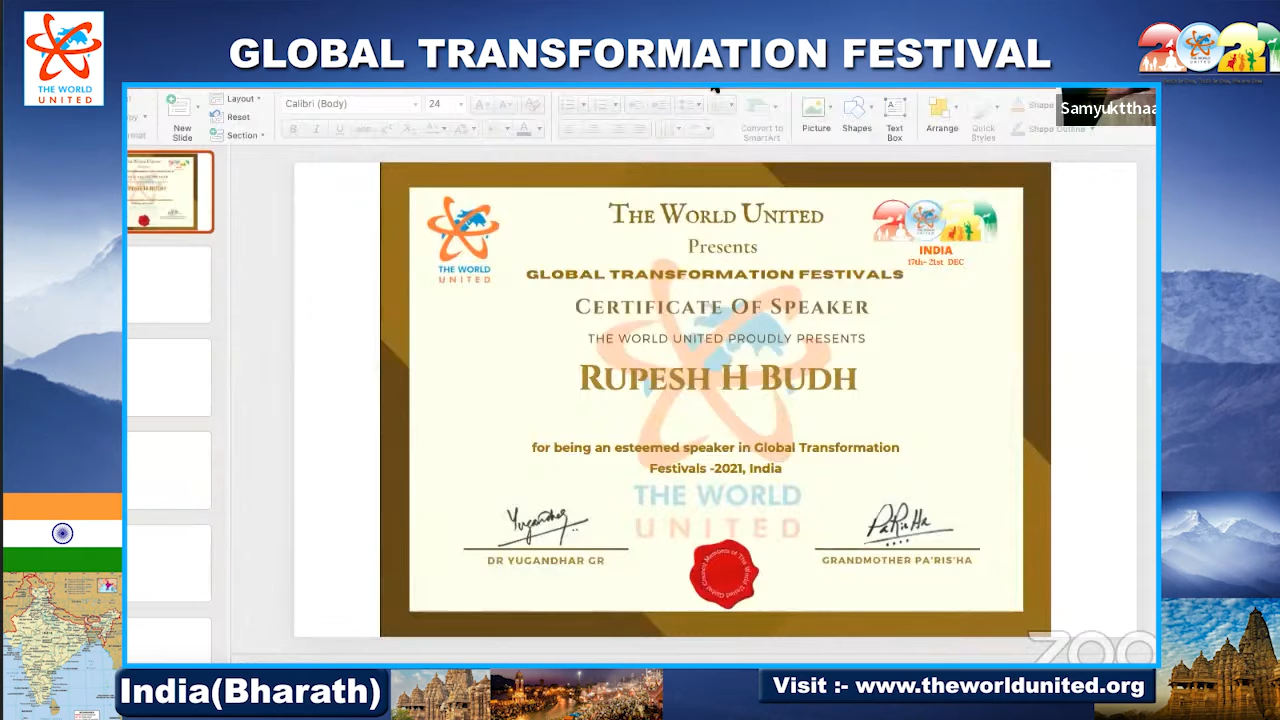 THE WORLD
UNITED
GLOBAL TRANSFORMATION FESTIVAL
2021
Layout
Reset
Section
New
Slide
Calibri (Body)
24
Convert to
SmartArt
Picture
Shapes
Text
Box
Arrange
Quick
Styles
Shape
Shape Outline
Samyuktthaa
THE WORLD
UNITED
THE WORLD UNITED
Presents
INDIA
17th- 21st DEC
GLOBAL TRANSFORMATION FESTIVALS
CERTIFICATE OF SPEAKER
THE WORLD UNITED PROUDLY PRESENTS
RUPESH H BUDH
for being an esteemed speaker in Global Transformation
Festivals -2021, India
THE WORLD
UNITED
Yugandhar
PaRisHa
DR YUGANDHAR GR
GRANDMOTHER PA'RIS'HA
zoo
India(Bharath)
Visit :- www.theworldunited.org